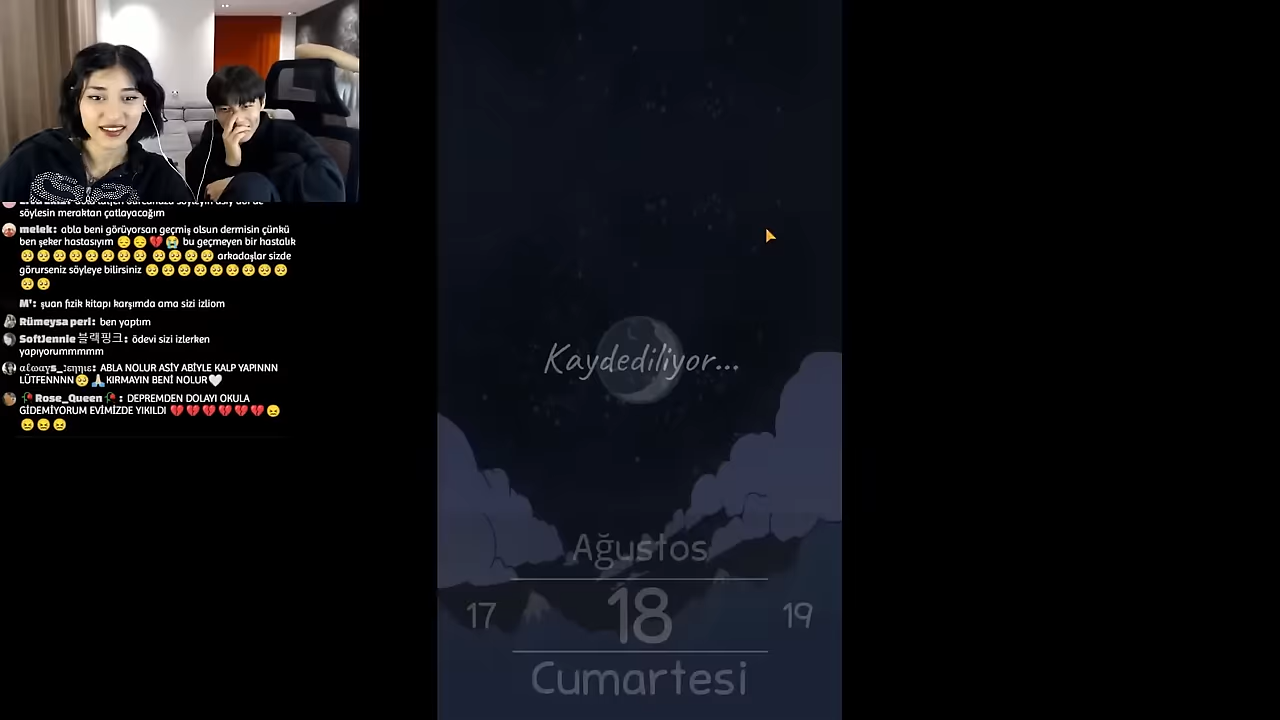 söylesin meraktan çatlayacağım
melek: abla beni görüyorsan geçmiş olsun dermisin çünkü
ben şeker hastasıyım 😔😔💔😭 bu geçmeyen bir hastalık
🥺🥺🥺🥺🥺🥺🥺🥺 🥺🥺🥺🥺 arkadaşlar sizde
görurseniz söyleye bilirsiniz 🥺🥺🥺🥺🥺🥺🥺🥺🥺
🥺🥺
M': şuan fizik kitapı karşımda ama sizi izliom
Rümeysa peri: ben yaptım
SoftJennie 블랙핑크: ödevi sizi izlerken
yapıyorummmmm
ABLA NOLUR ASİY ABİYLE KALP YAPINNN
LÜTFENNNN🥺🙏KIRMAYIN BENİ NOLUR🤍
🥀Rose_Queen🥀: DEPREMDEN DOLAYI OKULA
GİDEMİYORUM EVİMİZDE YIKILDI 💔💔💔💔💔💔😖
😖😖😖
Kaydediliyor...
Ağustos
17 18 19
Cumartesi